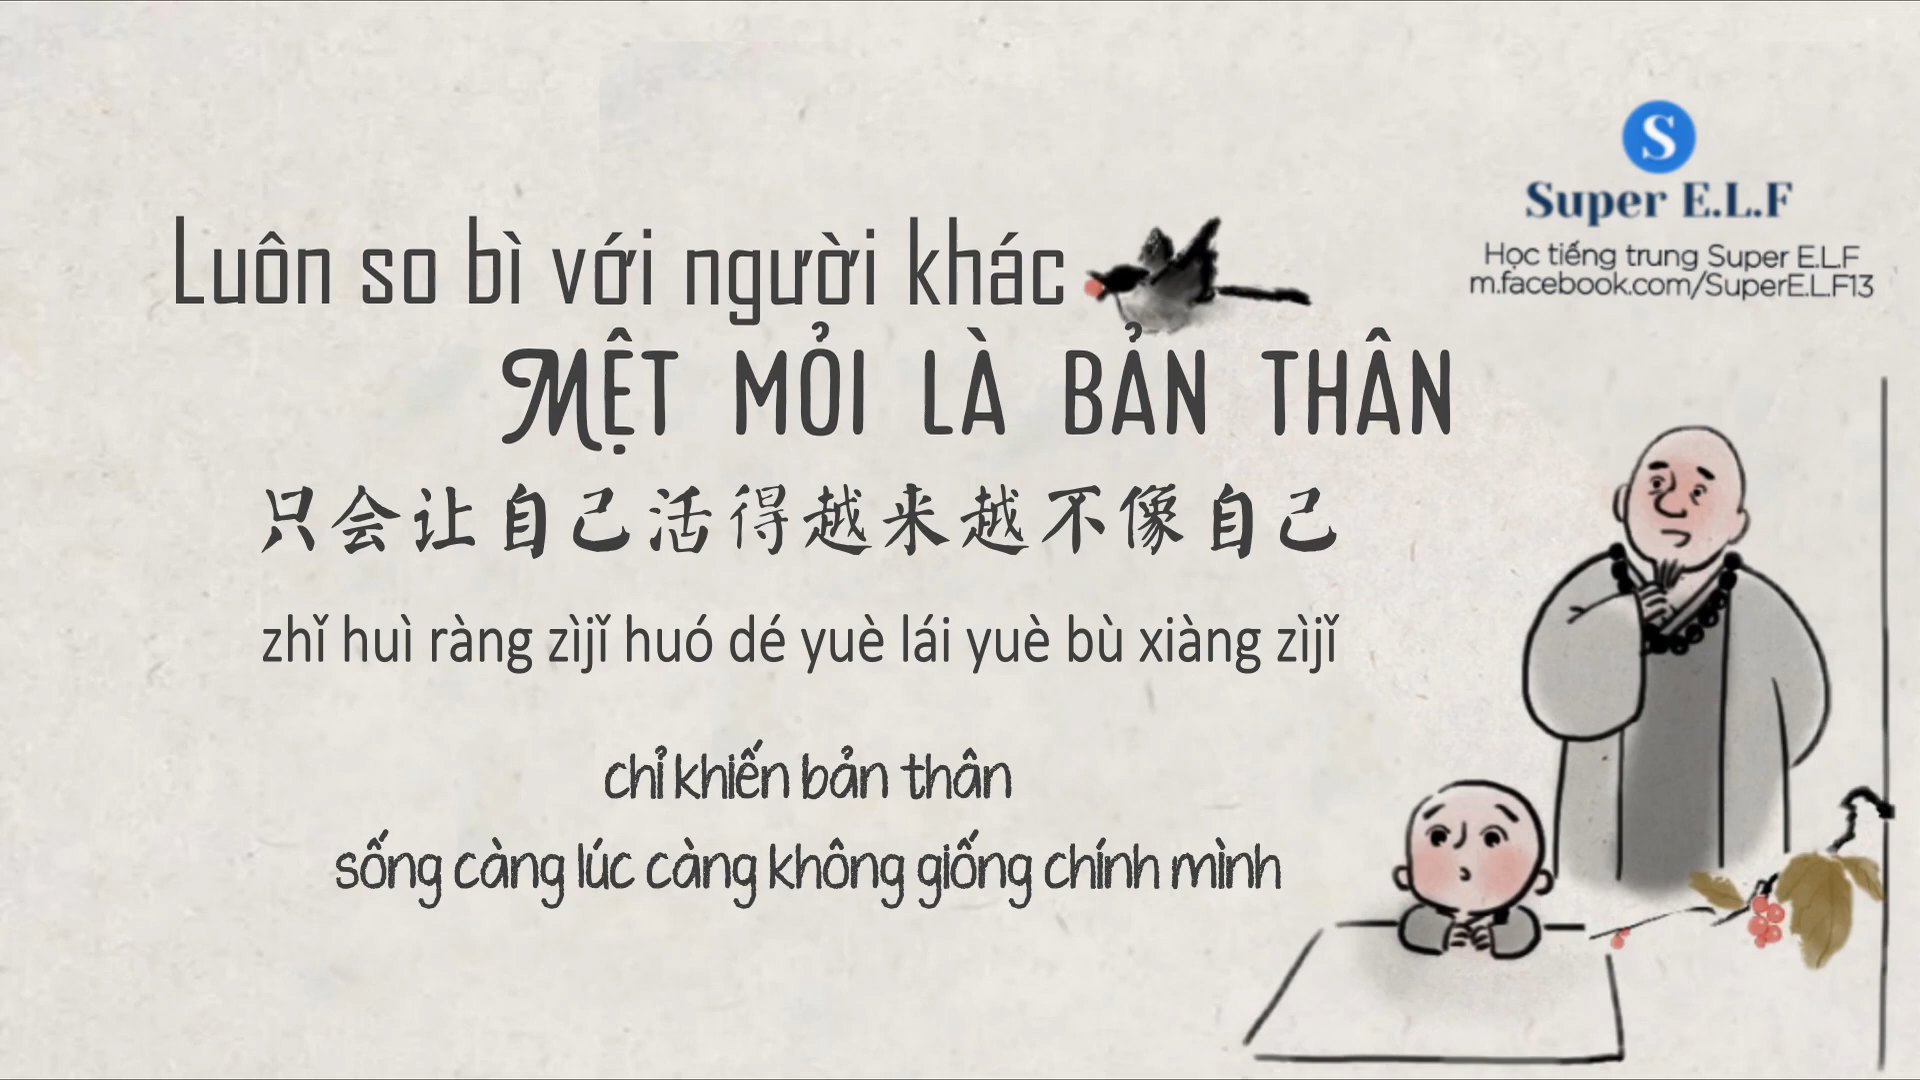 S
Super E.L.F
Học tiếng trung Super E.L.F
m.facebook.com/SuperE.L.F13
Luôn so bì với người khác
MỆT MỎI LÀ BẢN THÂN
只会让自己活得越来越不像自己
zhǐ huì ràng zìjǐ huó dé yuè lái yuè bù xiàng zìjǐ
chỉ khiến bản thân
sống càng lúc càng không giống chính mình